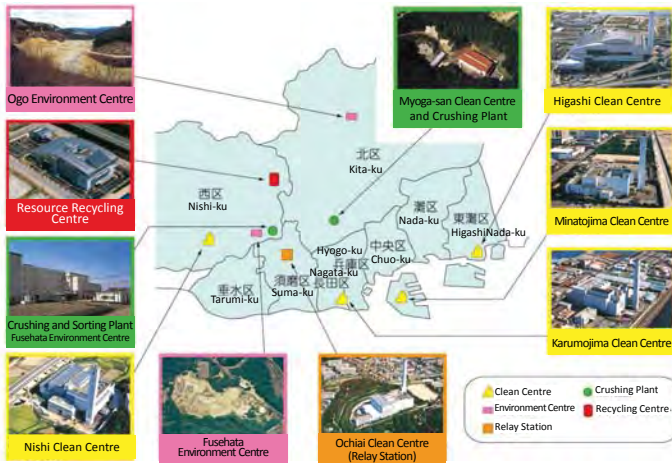 Ogo Environment Centre
Myoga-san Clean Centre
and Crushing Plant
Higashi Clean Centre
Resource Recycling
Centre
Minatojima Clean Centre
Crushing and Sorting Plant
Fusehata Environment Centre
Karumojima Clean Centre
Nishi Clean Centre
Fusehata
Environment Centre
Ochiai Clean Centre
(Relay Station)
北区
Kita-ku
西区
Nishi-ku
灘区
Nada-ku
東灘区
HigashiNada-ku
中央区
Chuo-ku
Hyogo-ku
兵庫区
Nagata-ku
長田区
須磨区
Suma-ku
垂水区
Tarumi-ku
Clean Centre
Crushing Plant
Environment Centre
Recycling Centre
Relay Station